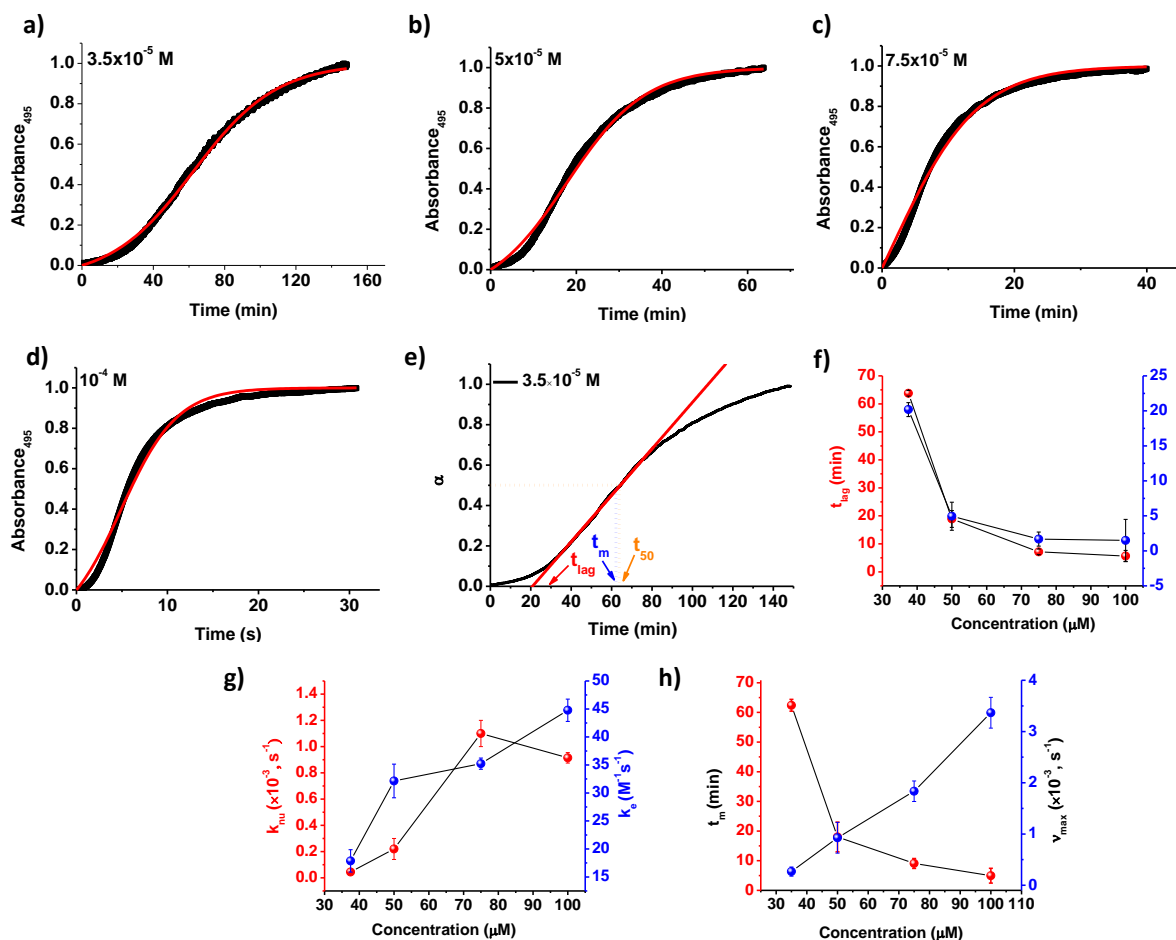 a)
3.5x10⁻⁵ M
Absorbance₄₉₅
1.0
0.8
0.6
0.4
0.2
0.0
0 40 80 120 160
Time (min)
b)
5x10⁻⁵ M
Absorbance₄₉₅
1.0
0.8
0.6
0.4
0.2
0.0
0 20 40 60
Time (min)
c)
7.5x10⁻⁵ M
Absorbance₄₉₅
1.0
0.8
0.6
0.4
0.2
0.0
0 20 40
Time (min)
d)
10⁻⁴ M
Absorbance₄₉₅
1.0
0.8
0.6
0.4
0.2
0.0
0 10 20 30
Time (s)
e)
3.5×10⁻⁵ M
α
1.0
0.8
0.6
0.4
0.2
0.0
t_lag
t_m
t₅₀
0 20 40 60 80 100 120 140
Time (min)
f)
t_lag (min)
70
65
60
55
50
45
40
35
30
25
20
15
10
5
0
25
20
15
10
5
0
-5
30 40 50 60 70 80 90 100
Concentration (μM)
g)
k_nu (×10⁻³, s⁻¹)
1.4
1.2
1.0
0.8
0.6
0.4
0.2
0.0
50
45
40
35
30
25
20
15
k_e (M⁻¹s⁻¹)
30 40 50 60 70 80 90 100
Concentration (μM)
h)
t_m (min)
70
60
50
40
30
20
10
0
4
3
2
1
0
ν_max (×10⁻³, s⁻¹)
30 40 50 60 70 80 90 100 110
Concentration (μM)